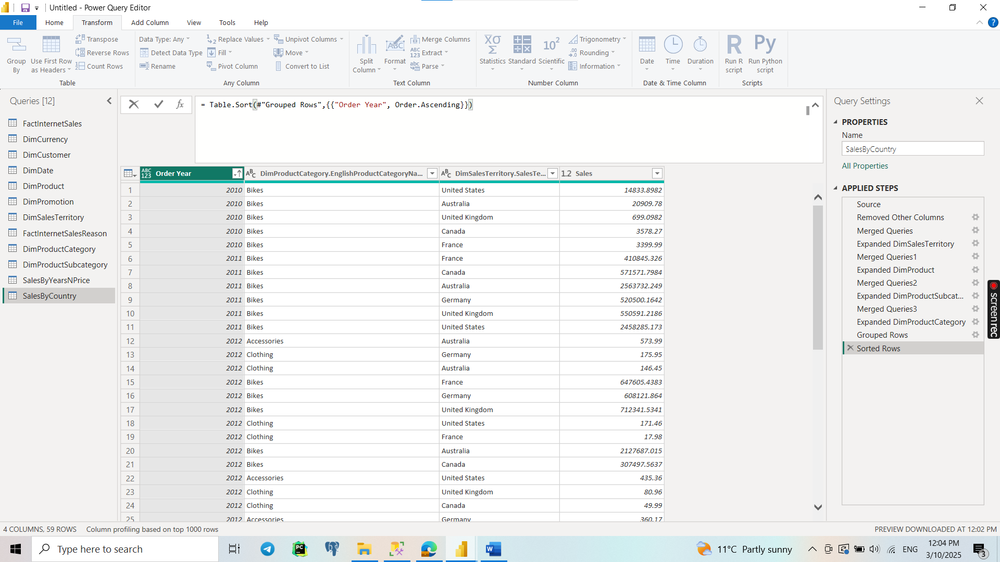 Untitled - Power Query Editor
File Home Transform Add Column View Tools Help
Group By
Use First Row as Headers
Transpose
Reverse Rows
Count Rows
Table
Data Type: Any
Detect Data Type
Rename
Replace Values
Fill
Pivot Column
Unpivot Columns
Move
Convert to List
Any Column
Split Column
Format
Merge Columns
Extract
Parse
Text Column
Statistics
Standard
Scientific
Trigonometry
Rounding
Information
Number Column
Date
Time
Duration
Date & Time Column
Run R script
Run Python script
Scripts
Queries [12]
FactInternetSales
DimCurrency
DimCustomer
DimDate
DimProduct
DimPromotion
DimSalesTerritory
FactInternetSalesReason
DimProductCategory
DimProductSubcategory
SalesByYearsNPrice
SalesByCountry
fx = Table.Sort(#"Grouped Rows",{{"Order Year", Order.Ascending}})
ABC 123 Order Year ABC DimProductCategory.EnglishProductCategoryNa... ABC DimSalesTerritory.SalesTe... 1.2 Sales
1 2010 Bikes United States 14833.8982
2 2010 Bikes Australia 20909.78
3 2010 Bikes United Kingdom 699.0982
4 2010 Bikes Canada 3578.27
5 2010 Bikes France 3399.99
6 2011 Bikes France 410845.326
7 2011 Bikes Canada 571571.7984
8 2011 Bikes Australia 2563732.249
9 2011 Bikes Germany 520500.1642
10 2011 Bikes United Kingdom 550591.2186
11 2011 Bikes United States 2458285.173
12 2012 Accessories Australia 573.99
13 2012 Clothing Germany 175.95
14 2012 Clothing Australia 146.45
15 2012 Bikes France 647605.4383
16 2012 Bikes Germany 608121.864
17 2012 Bikes United Kingdom 712341.5341
18 2012 Clothing United States 171.46
19 2012 Clothing France 17.98
20 2012 Bikes Australia 2127687.015
21 2012 Bikes Canada 307497.5637
22 2012 Accessories United States 435.36
23 2012 Clothing United Kingdom 80.96
24 2012 Clothing Canada 49.99
25 2012 Accessories Germany 360.17
Query Settings
PROPERTIES
Name
SalesByCountry
All Properties
APPLIED STEPS
Source
Removed Other Columns
Merged Queries
Expanded DimSalesTerritory
Merged Queries1
Expanded DimProduct
Merged Queries2
Expanded DimProductSubcat...
Merged Queries3
Expanded DimProductCategory
Grouped Rows
Sorted Rows
screenrec
4 COLUMNS, 59 ROWS Column profiling based on top 1000 rows
PREVIEW DOWNLOADED AT 12:02 PM
Type here to search
11°C Partly sunny
ENG
12:04 PM
3/10/2025
3